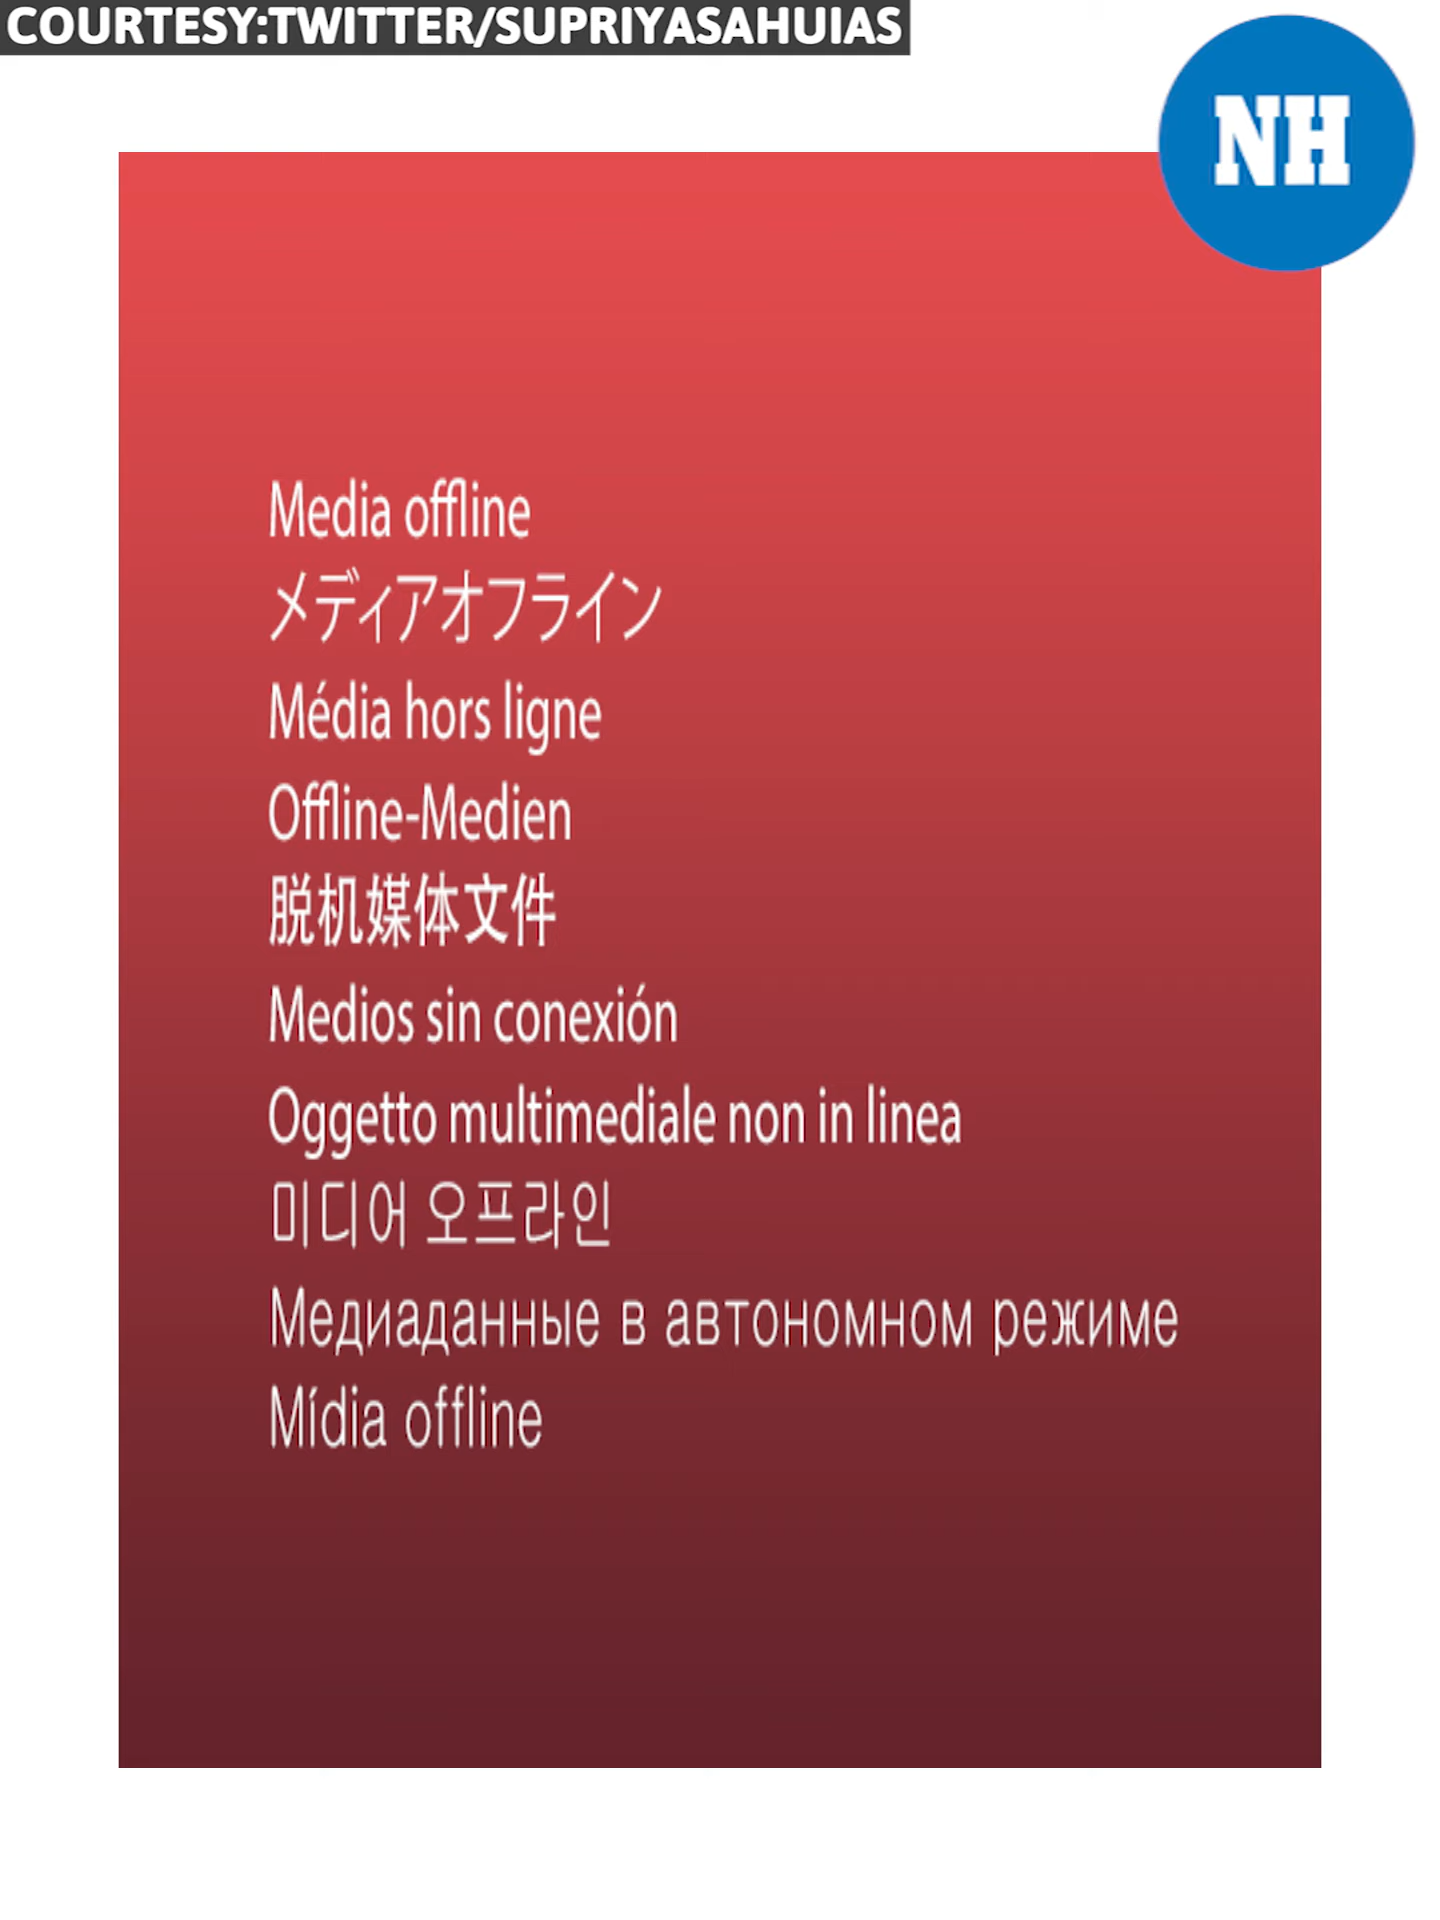 COURTESY:TWITTER/SUPRIYASAHUIAS
NH
Media offline
メディアオフライン
Média hors ligne
Offline-Medien
脱机媒体文件
Medios sin conexión
Oggetto multimediale non in linea
미디어 오프라인
Медиаданные в автономном режиме
Mídia offline